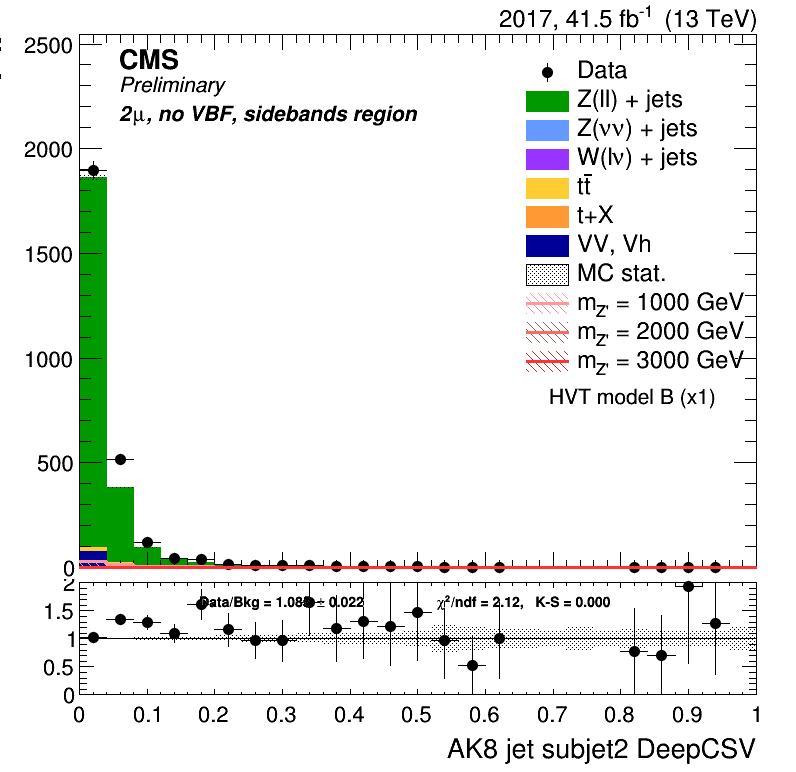 2017, 41.5 fb⁻¹ (13 TeV)
CMS
Preliminary
2μ, no VBF, sidebands region
Data
Z(ll) + jets
Z(νν) + jets
W(lν) + jets
tt̄
t+X
VV, Vh
MC stat.
m_Z' = 1000 GeV
m_Z' = 2000 GeV
m_Z' = 3000 GeV
HVT model B (x1)
2500
2000
1500
1000
500
0
Data/Bkg = ± 0.022
χ²/ndf = 2.12, K-S = 0.000
2
1.5
1
0.5
0
0 0.1 0.2 0.3 0.4 0.5 0.6 0.7 0.8 0.9 1
AK8 jet subjet2 DeepCSV